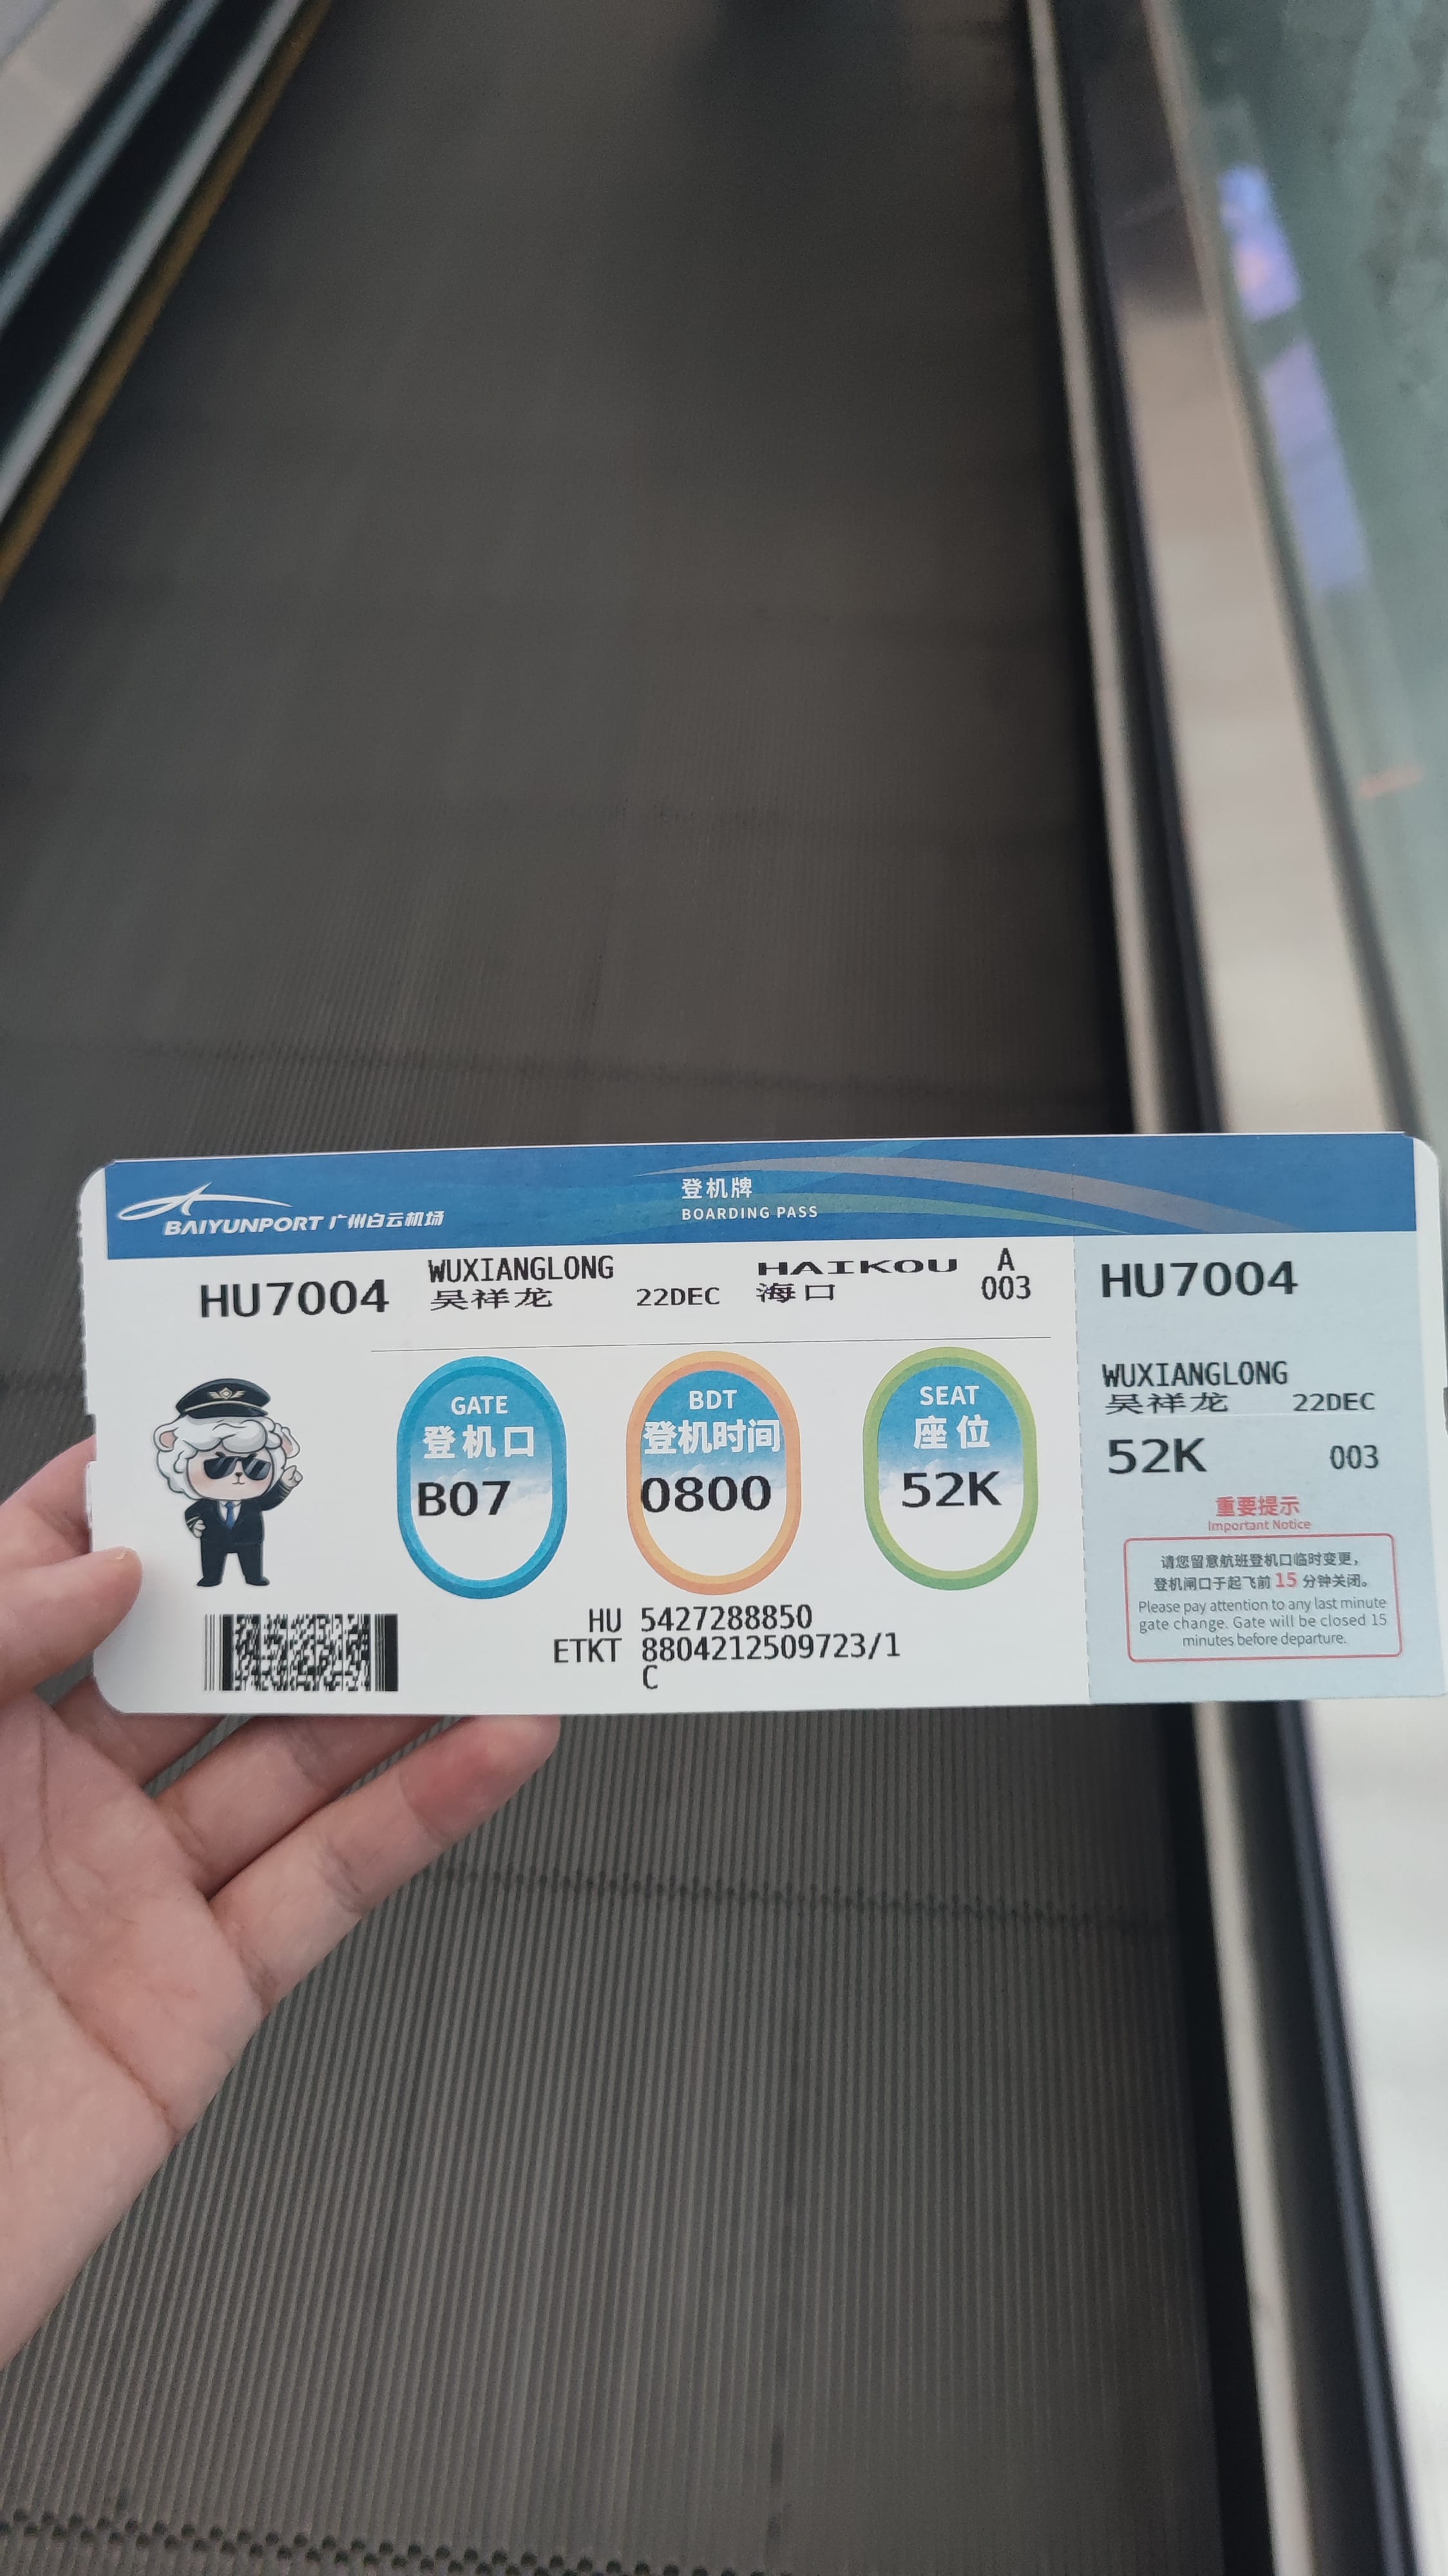 BAIYUNPORT 广州白云机场
登机牌
BOARDING PASS
HU7004
WUXIANGLONG
吴祥龙
22DEC
HAIKOU
海口
A
003
GATE
登机口
B07
BDT
登机时间
0800
SEAT
座位
52K
HU 5427288850
ETKT 8804212509723/1
C
HU7004
WUXIANGLONG
吴祥龙 22DEC
52K 003
重要提示
Important Notice
请您留意航班登机口临时变更，
登机闸口于起飞前 15 分钟关闭。
Please pay attention to any last minute
gate change. Gate will be closed 15
minutes before departure.